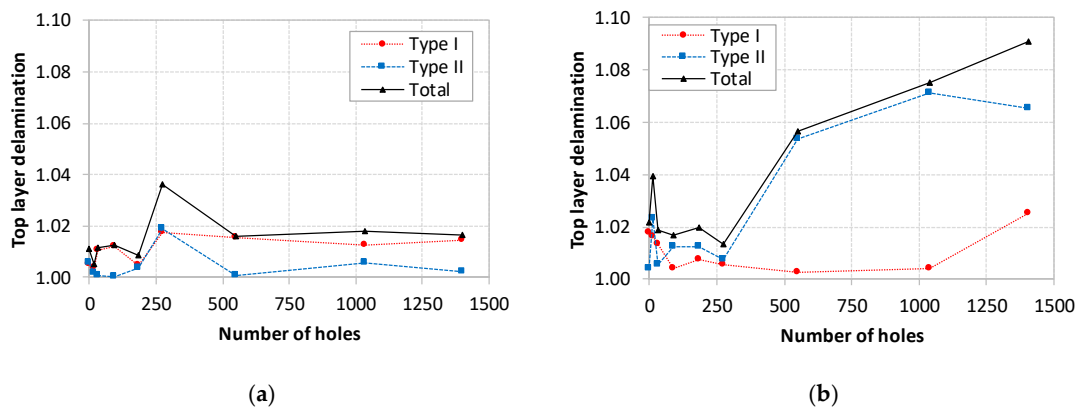 Top layer delamination
1.10
1.08
1.06
1.04
1.02
1.00
Type I
Type II
Total
0 250 500 750 1000 1250 1500
Number of holes
(a)
Top layer delamination
1.10
1.08
1.06
1.04
1.02
1.00
Type I
Type II
Total
0 250 500 750 1000 1250 1500
Number of holes
(b)